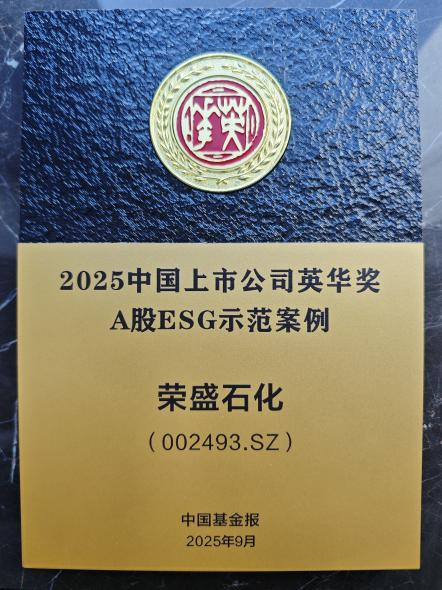 英华
2025中国上市公司英华奖
A股ESG示范案例
荣盛石化
（002493.SZ）
中国基金报
2025年9月